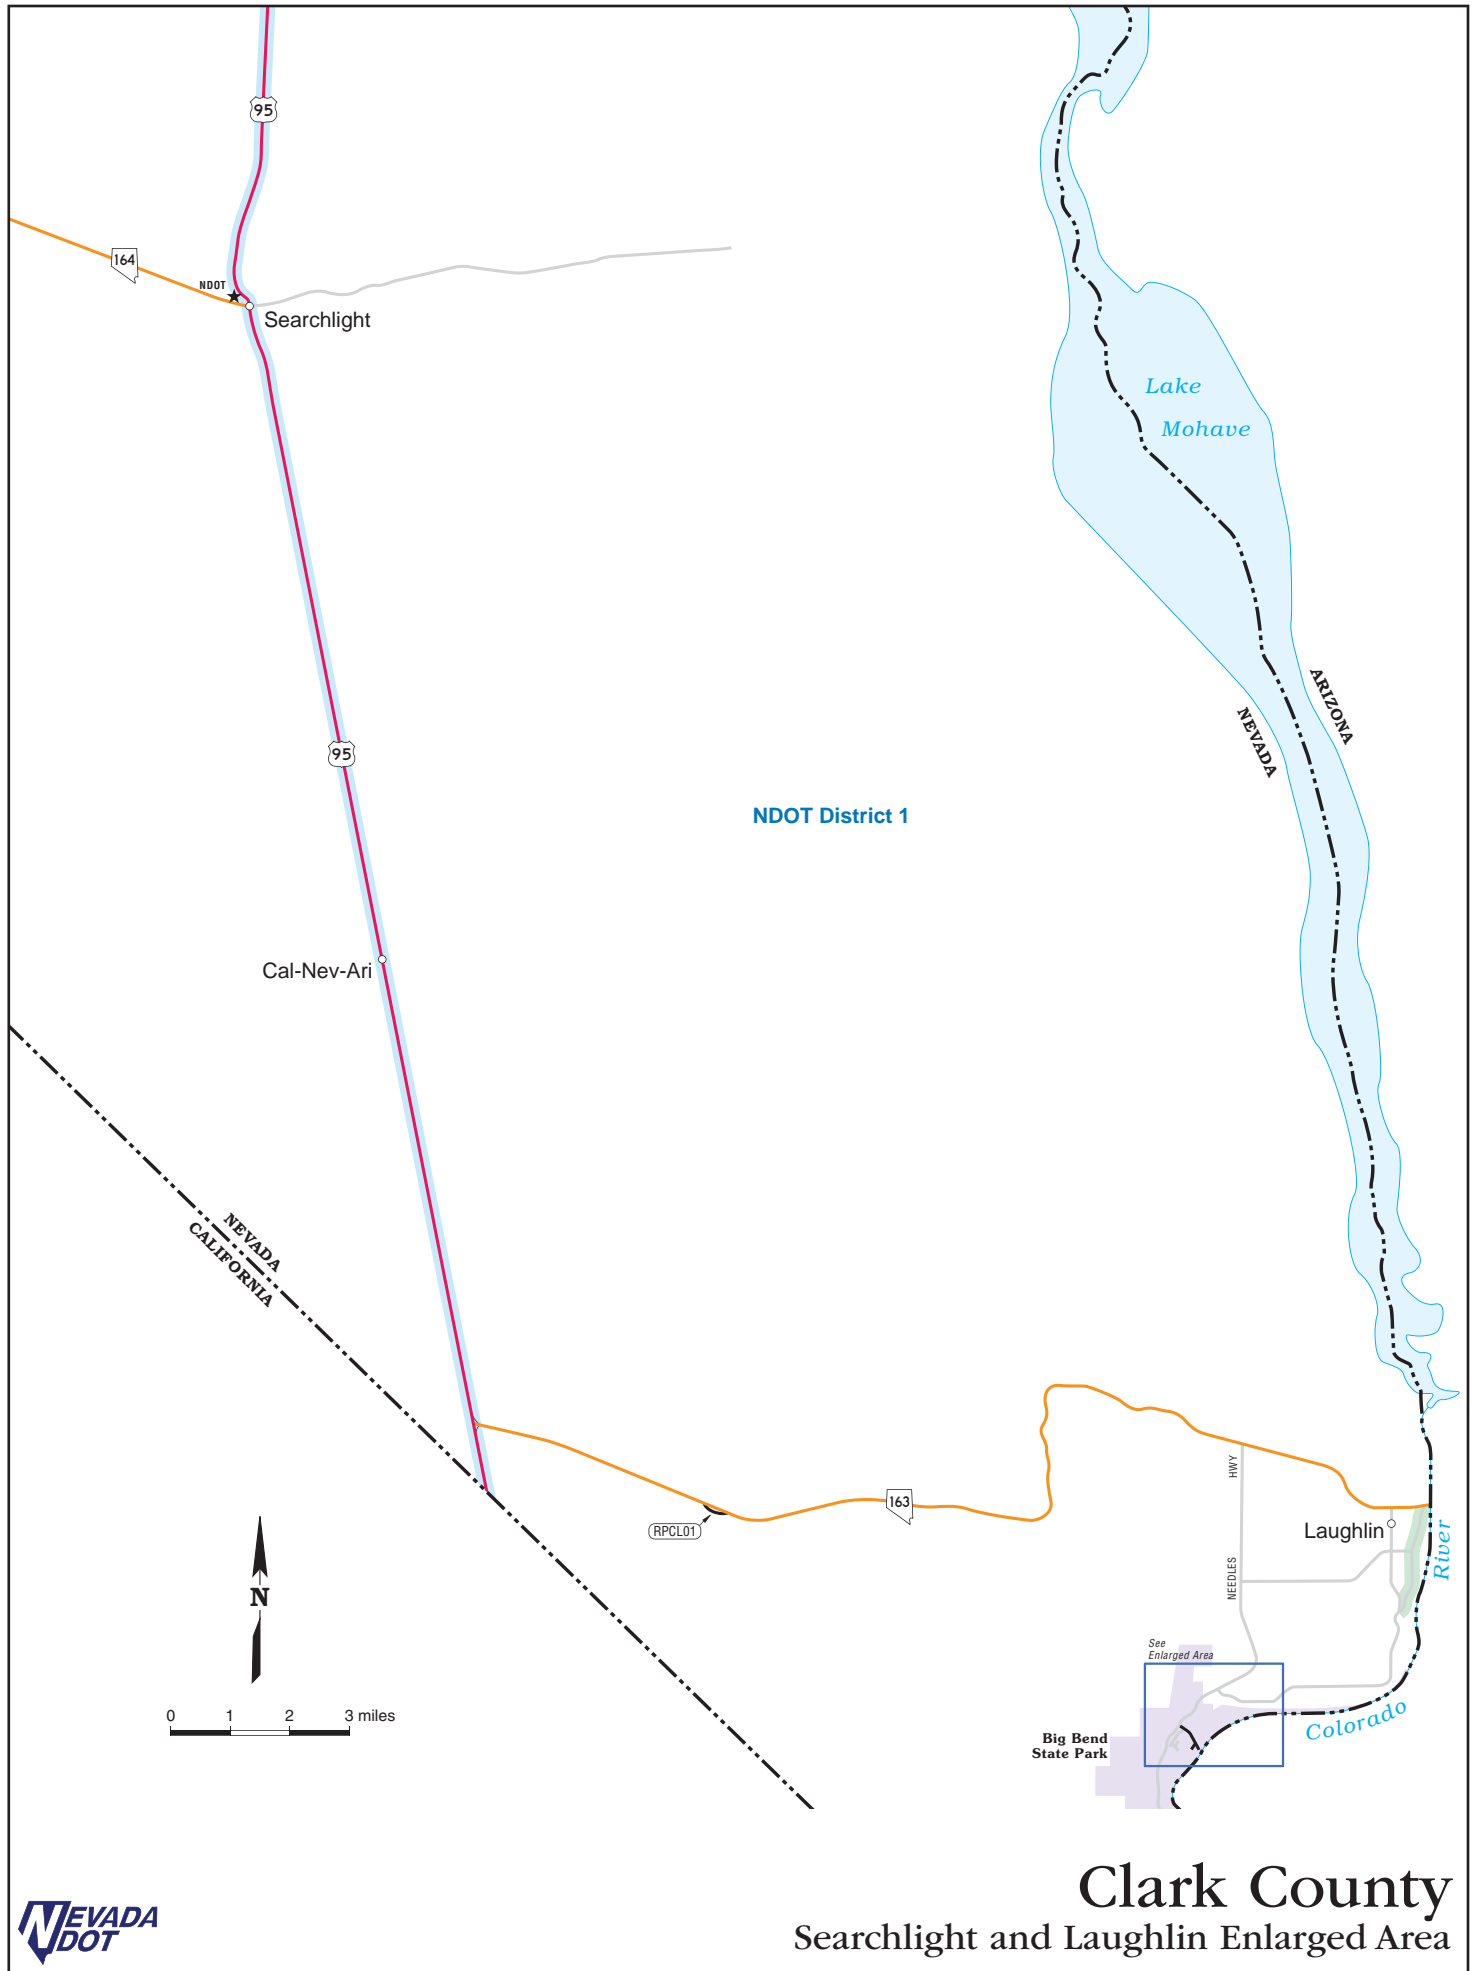 95
164
NDOT
Searchlight
Lake
Mohave
ARIZONA
NEVADA
95
NDOT District 1
Cal-Nev-Ari
NEVADA
CALIFORNIA
HWY
163
RPCL01
Laughlin
River
NEEDLES
N
See
Enlarged Area
0 1 2 3 miles
Colorado
Big Bend
State Park
Clark County
Searchlight and Laughlin Enlarged Area
NEVADA
DOT